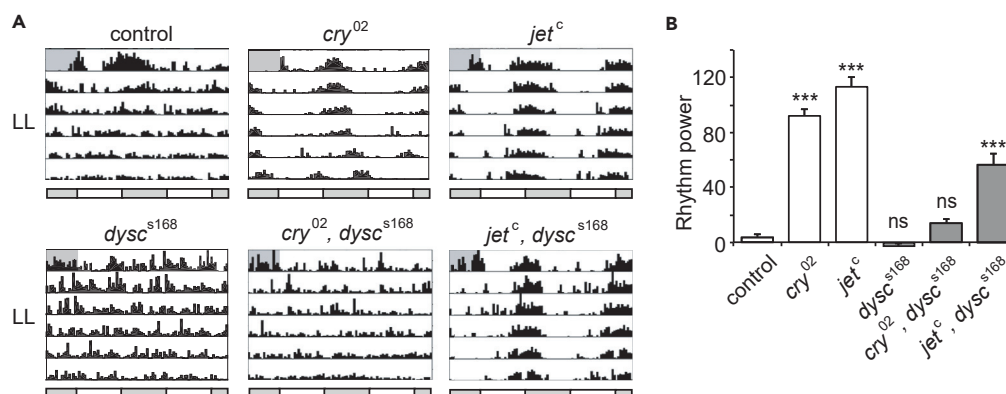 A
control
cry⁰²
jetᶜ
LL
dyscˢ¹⁶⁸
cry⁰², dyscˢ¹⁶⁸
jetᶜ, dyscˢ¹⁶⁸
LL
B
Rhythm power
120
80
40
0
***
***
ns
ns
***
control
cry⁰²
jetᶜ
dyscˢ¹⁶⁸
cry⁰², dyscˢ¹⁶⁸
jetᶜ, dyscˢ¹⁶⁸